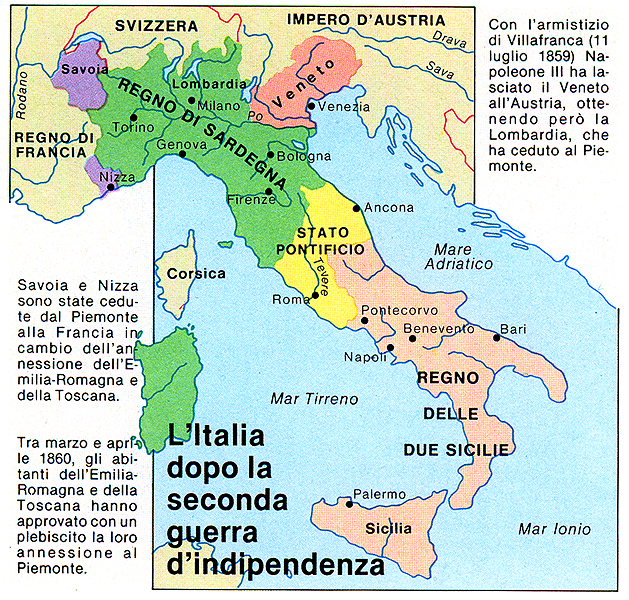 SVIZZERA
IMPERO D'AUSTRIA
Drava
Sava
Savoia
Rodano
Lombardia
Milano
Veneto
Venezia
Po
Torino
REGNO DI SARDEGNA
REGNO DI
FRANCIA
Genova
Bologna
Nizza
Firenze
Ancona
STATO
PONTIFICIO
Tevere
Mare
Adriatico
Corsica
Roma
Pontecorvo
Benevento
Bari
Napoli
REGNO
DELLE
DUE SICILIE
Mar Tirreno
Palermo
Sicilia
Mar Ionio
Con l'armistizio
di Villafranca (11
luglio 1859) Na-
poleone III ha la-
sciato il Veneto
all'Austria, otte-
nendo però la
Lombardia, che
ha ceduto al Pie-
monte.
Savoia e Nizza
sono state cedu-
te dal Piemonte
alla Francia in
cambio dell'an-
nessione dell'E-
milia-Romagna e
della Toscana.
Tra marzo e apri-
le 1860, gli abi-
tanti dell'Emilia-
Romagna e della
Toscana hanno
approvato con un
plebiscito la loro
annessione al
Piemonte.
L'Italia
dopo la
seconda
guerra
d'indipendenza